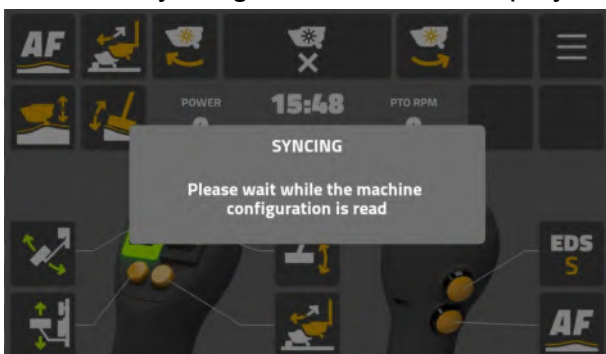 AF
POWER 15:48 PTO RPM
SYNCING
Please wait while the machine
configuration is read
EDS
S
AF